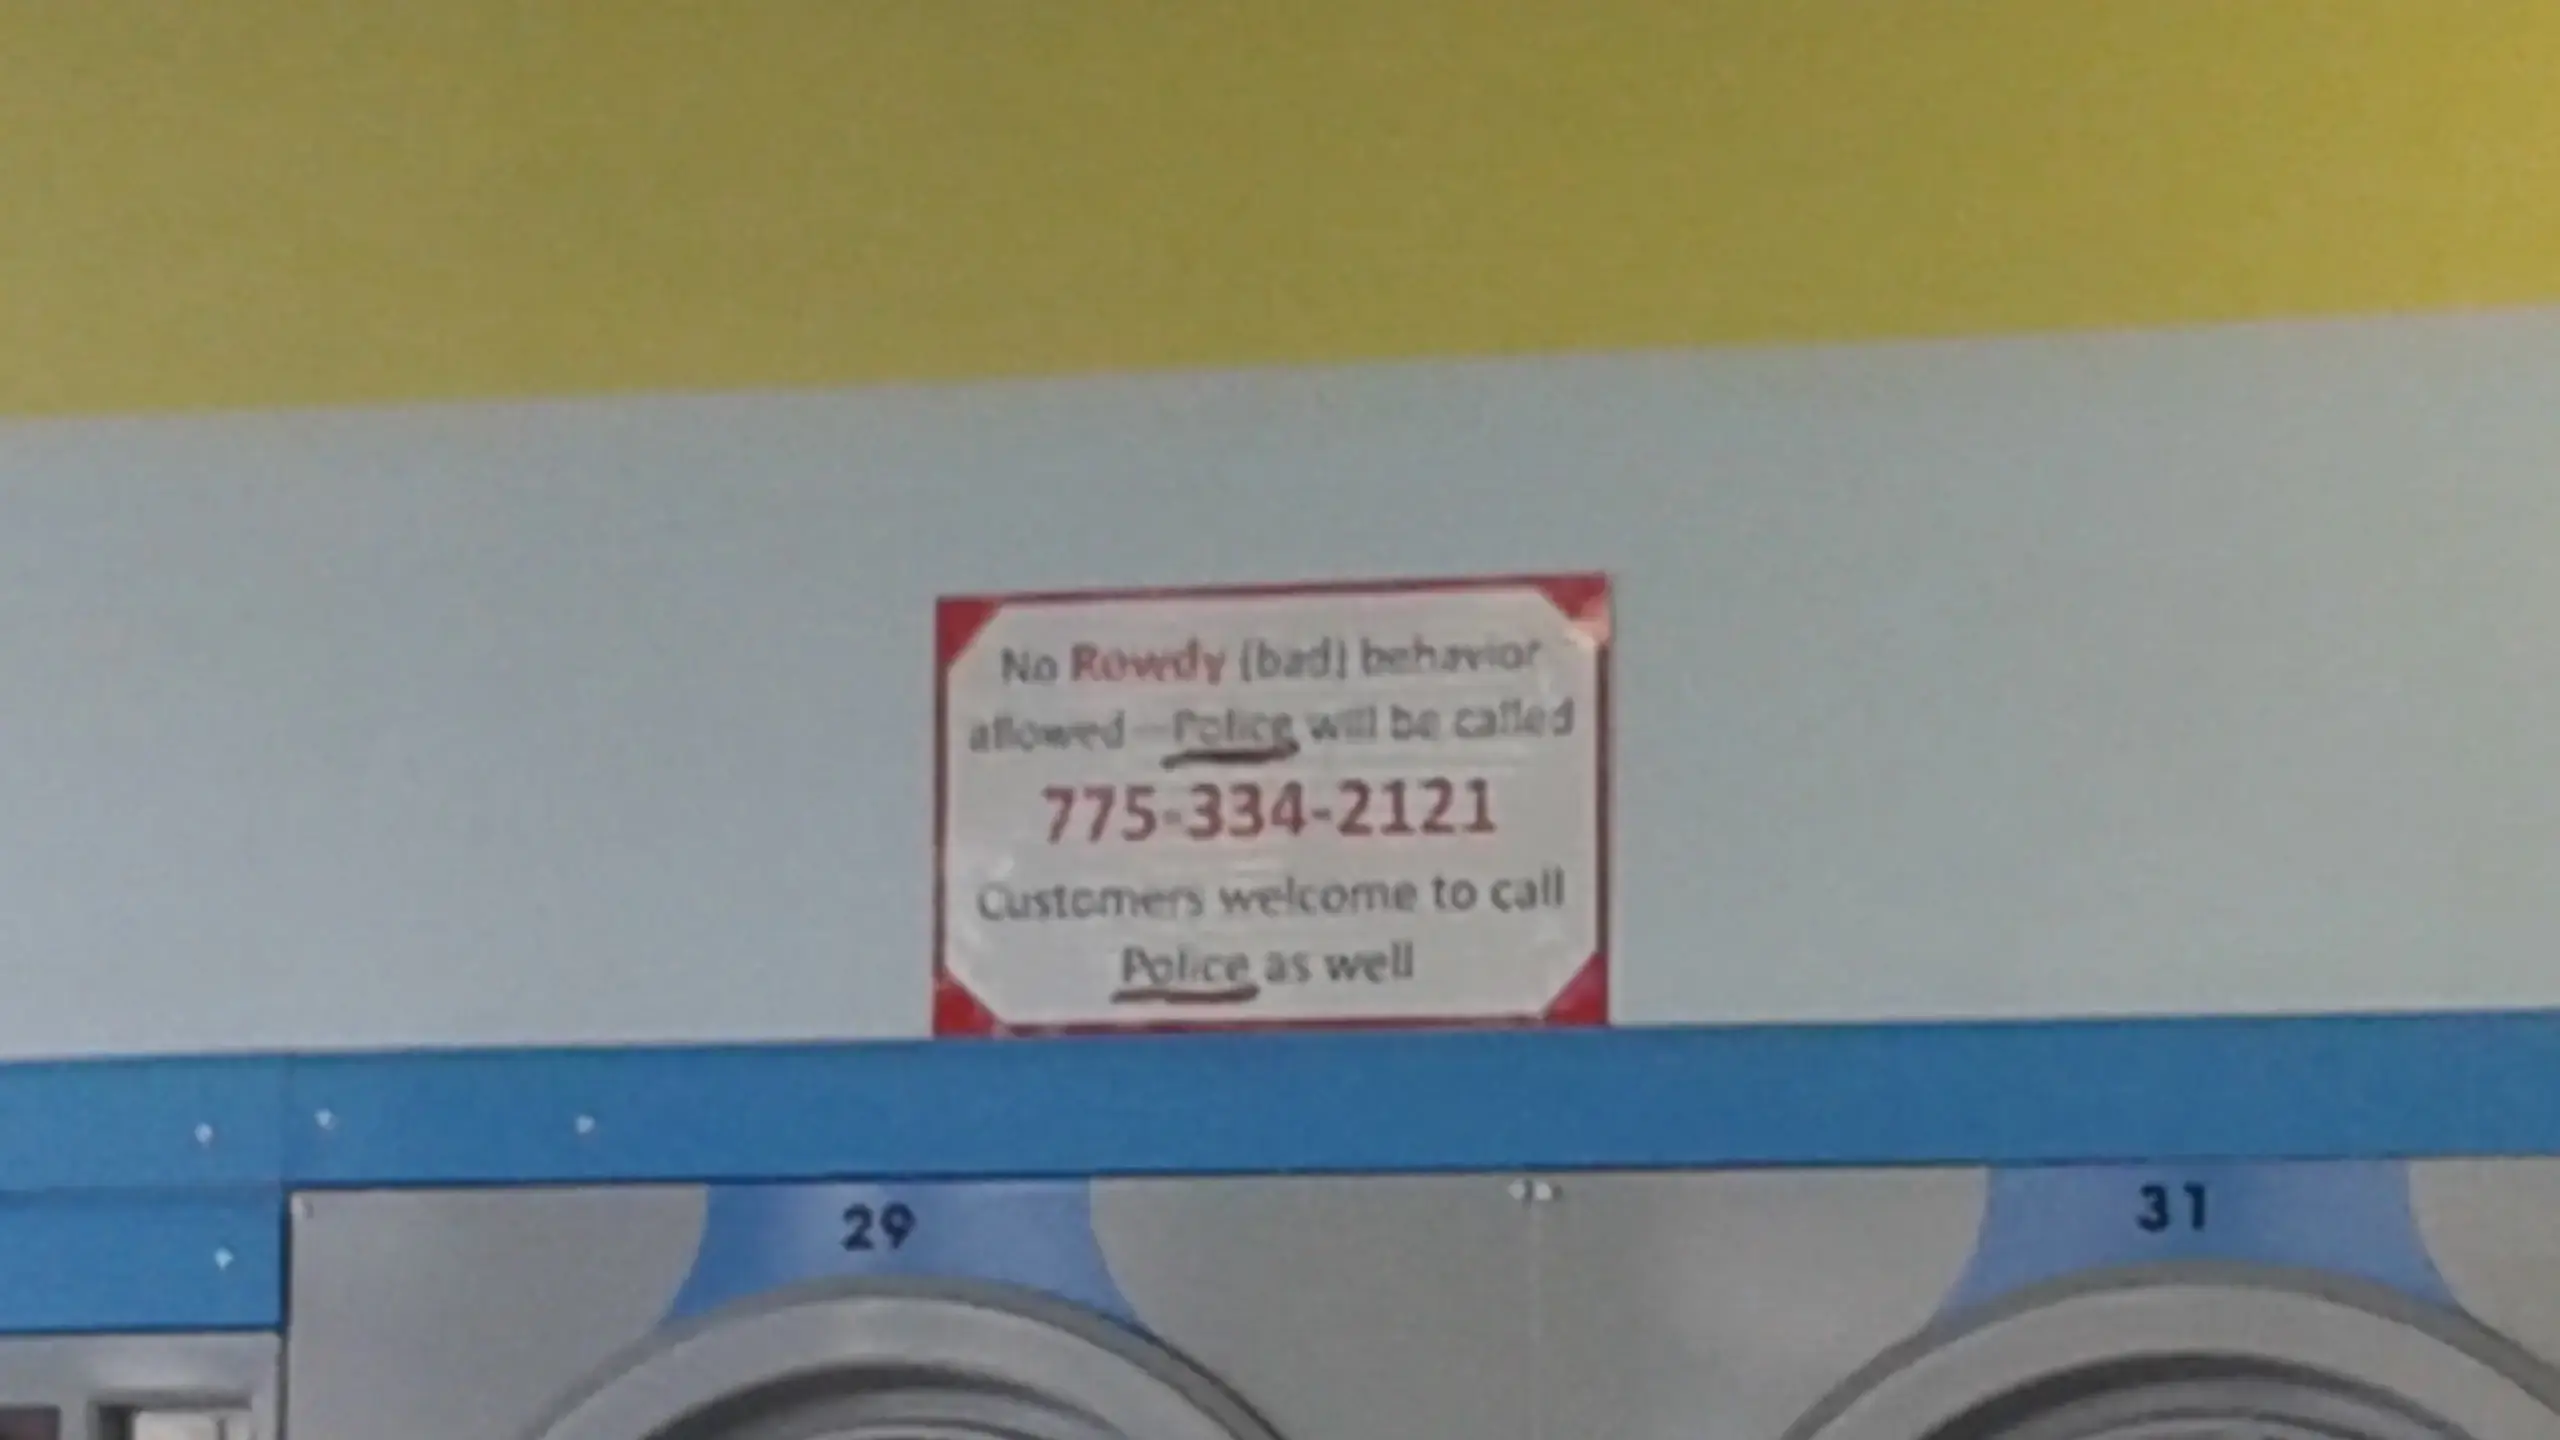 No Rowdy (bad) behavior
allowed - Police will be called
775-334-2121
Customers welcome to call
Police as well
29
31